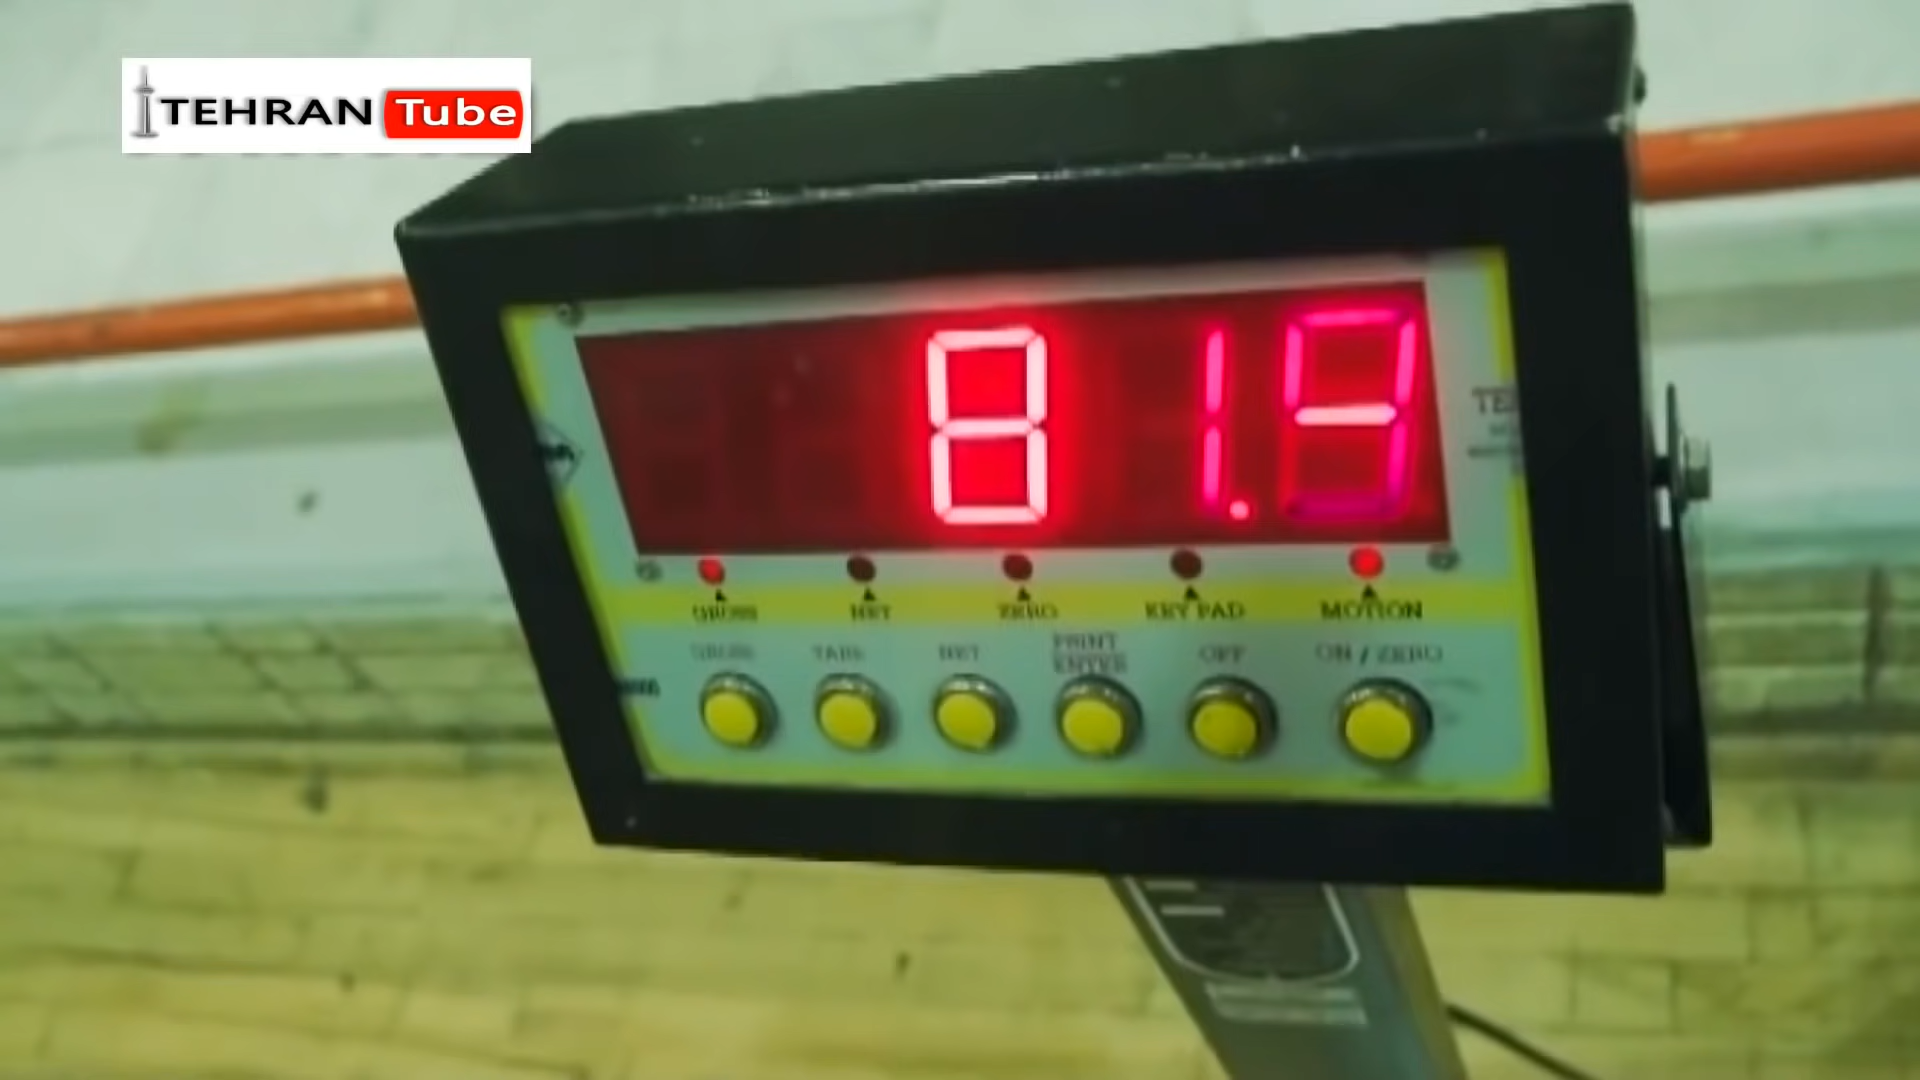 TEHRAN Tube
81.9
GROSS NET ZERO KEY PAD MOTION
GROSS TARE NET PRINT ENTER OFF ON / ZERO